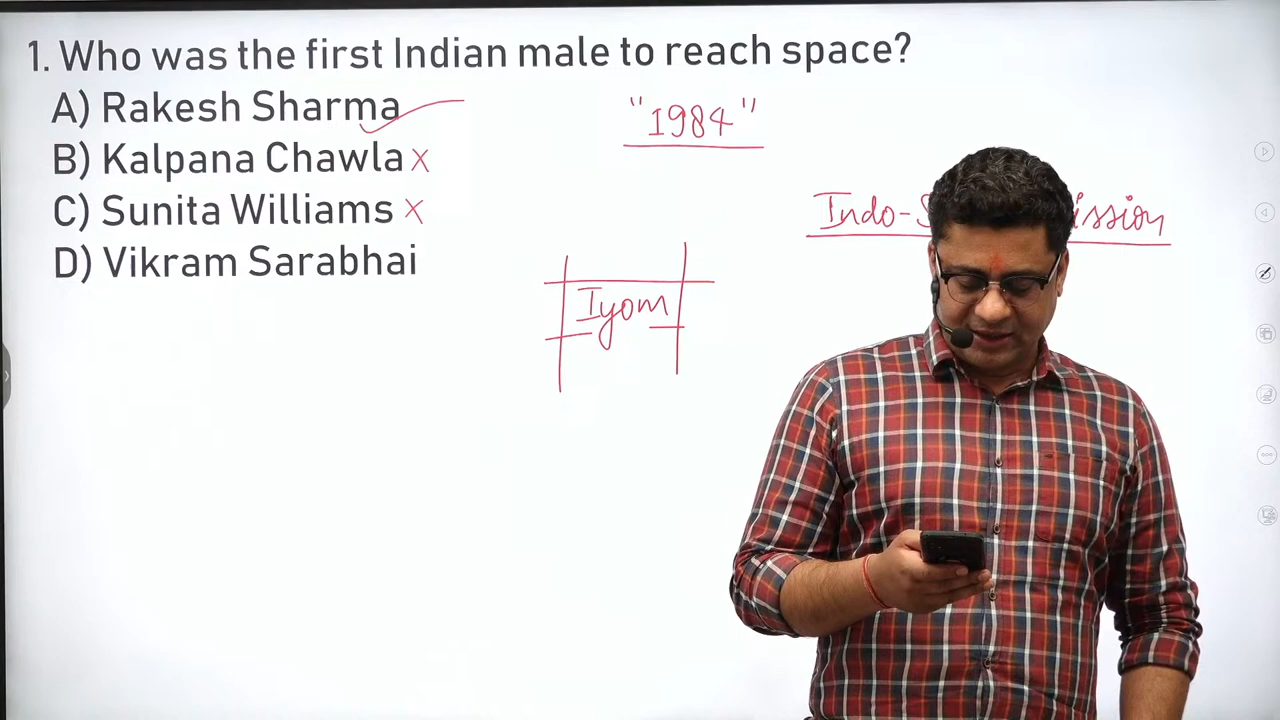 1. Who was the first Indian male to reach space?
A) Rakesh Sharma
B) Kalpana Chawla x
C) Sunita Williams x
D) Vikram Sarabhai
"1984"
Indo-
Iyom